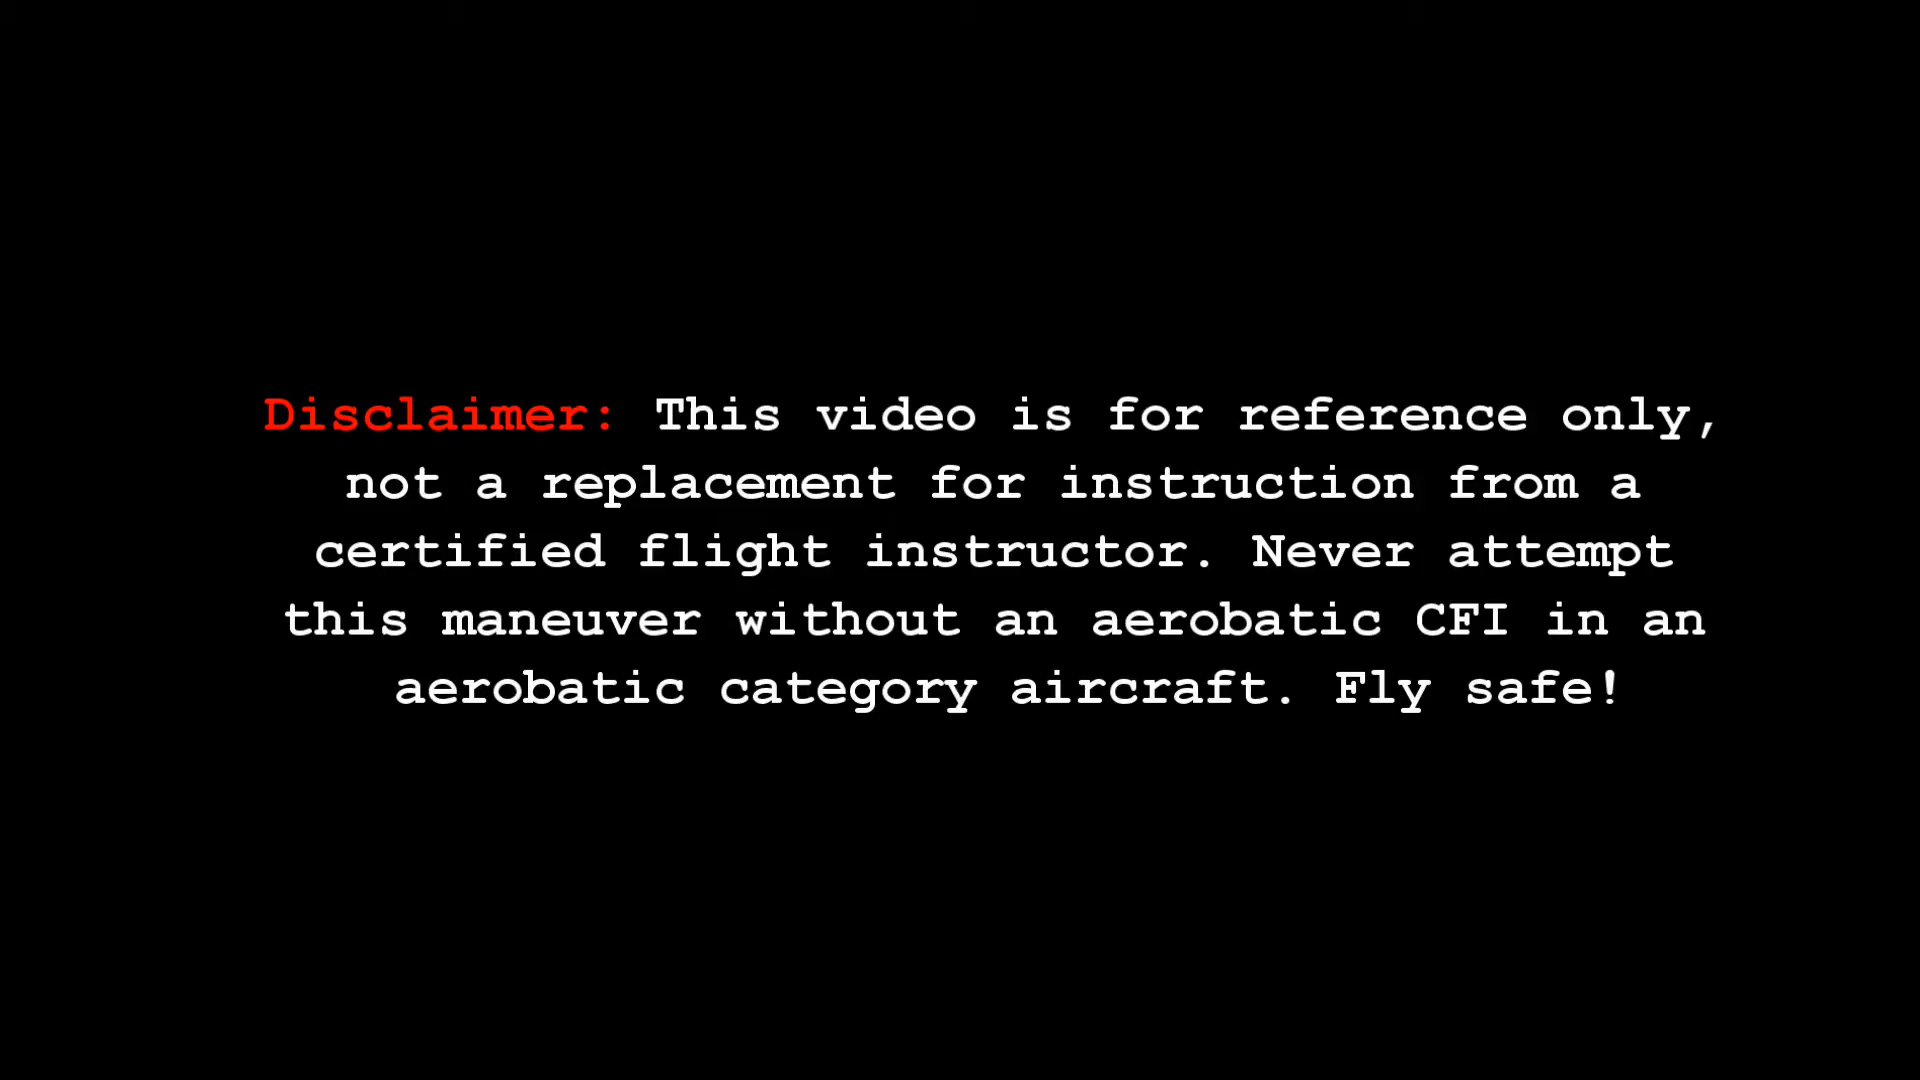 Disclaimer: This video is for reference only,
not a replacement for instruction from a
certified flight instructor. Never attempt
this maneuver without an aerobatic CFI in an
aerobatic category aircraft. Fly safe!